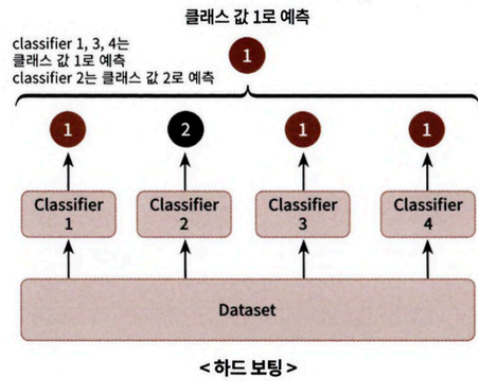 클래스 값 1로 예측
classifier 1, 3, 4는
클래스 값 1로 예측
classifier 2는 클래스 값 2로 예측
1
1
2
1
1
Classifier
1
Classifier
2
Classifier
3
Classifier
4
Dataset
< 하드 보팅 >